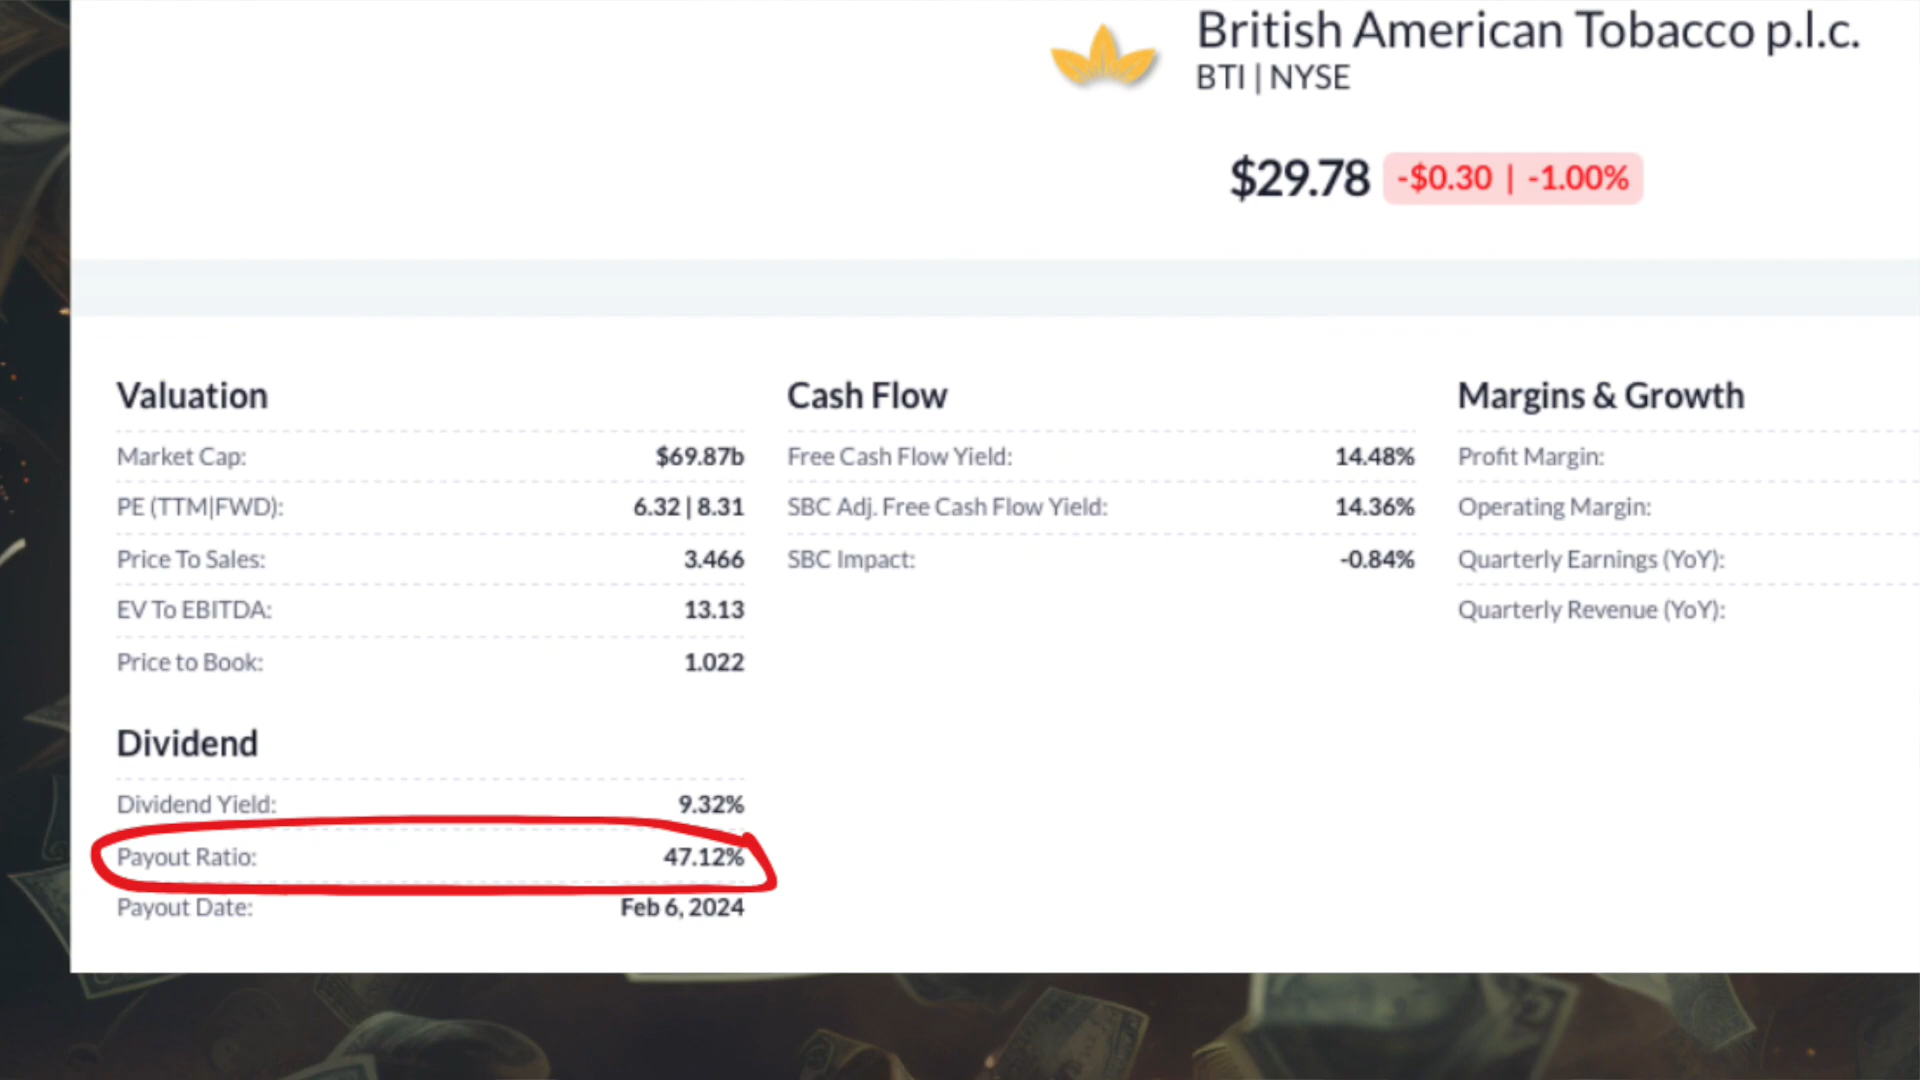 British American Tobacco p.l.c.
BTI | NYSE
$29.78 -$0.30 | -1.00%
Valuation
Market Cap: $69.87b
PE (TTM|FWD): 6.32 | 8.31
Price To Sales: 3.466
EV To EBITDA: 13.13
Price to Book: 1.022
Dividend
Dividend Yield: 9.32%
Payout Ratio: 47.12%
Payout Date: Feb 6, 2024
Cash Flow
Free Cash Flow Yield: 14.48%
SBC Adj. Free Cash Flow Yield: 14.36%
SBC Impact: -0.84%
Margins & Growth
Profit Margin:
Operating Margin:
Quarterly Earnings (YoY):
Quarterly Revenue (YoY):